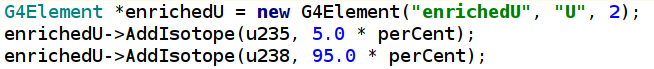 G4Element *enrichedU = new G4Element("enrichedU", "U", 2);
enrichedU->AddIsotope(u235, 5.0 * perCent);
enrichedU->AddIsotope(u238, 95.0 * perCent);